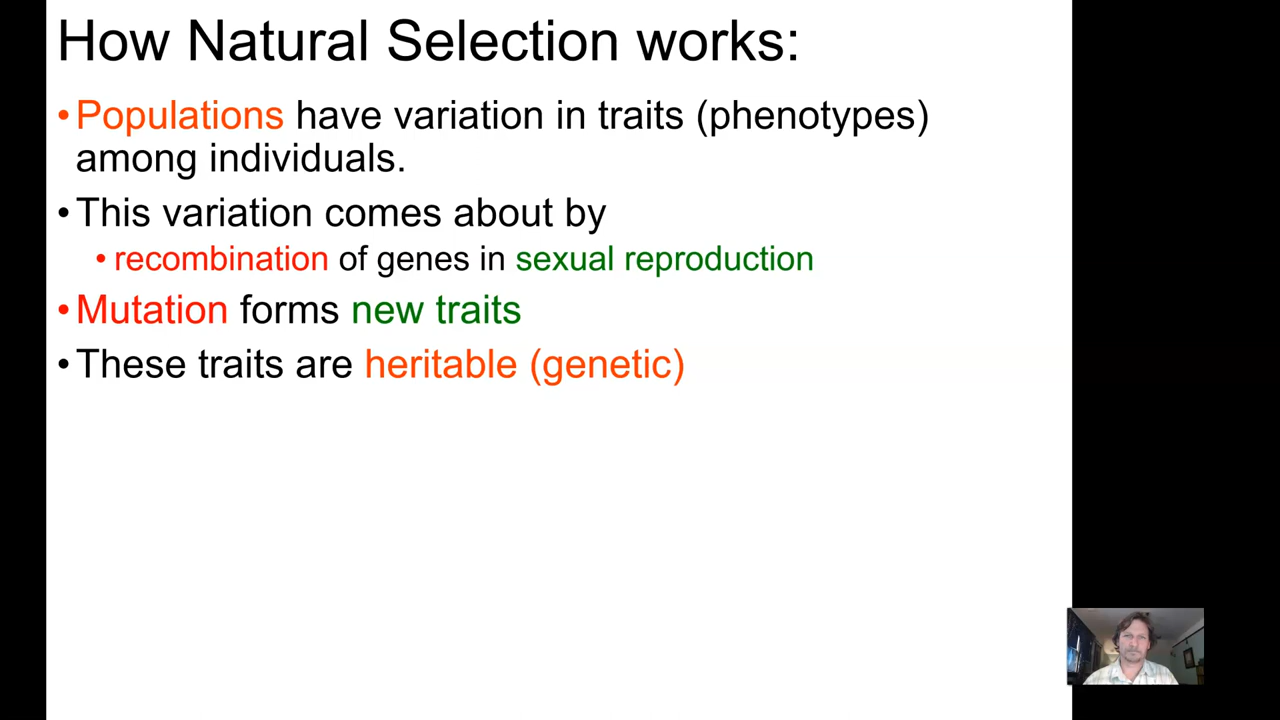 How Natural Selection works:
•Populations have variation in traits (phenotypes)
among individuals.
•This variation comes about by
•recombination of genes in sexual reproduction
•Mutation forms new traits
•These traits are heritable (genetic)